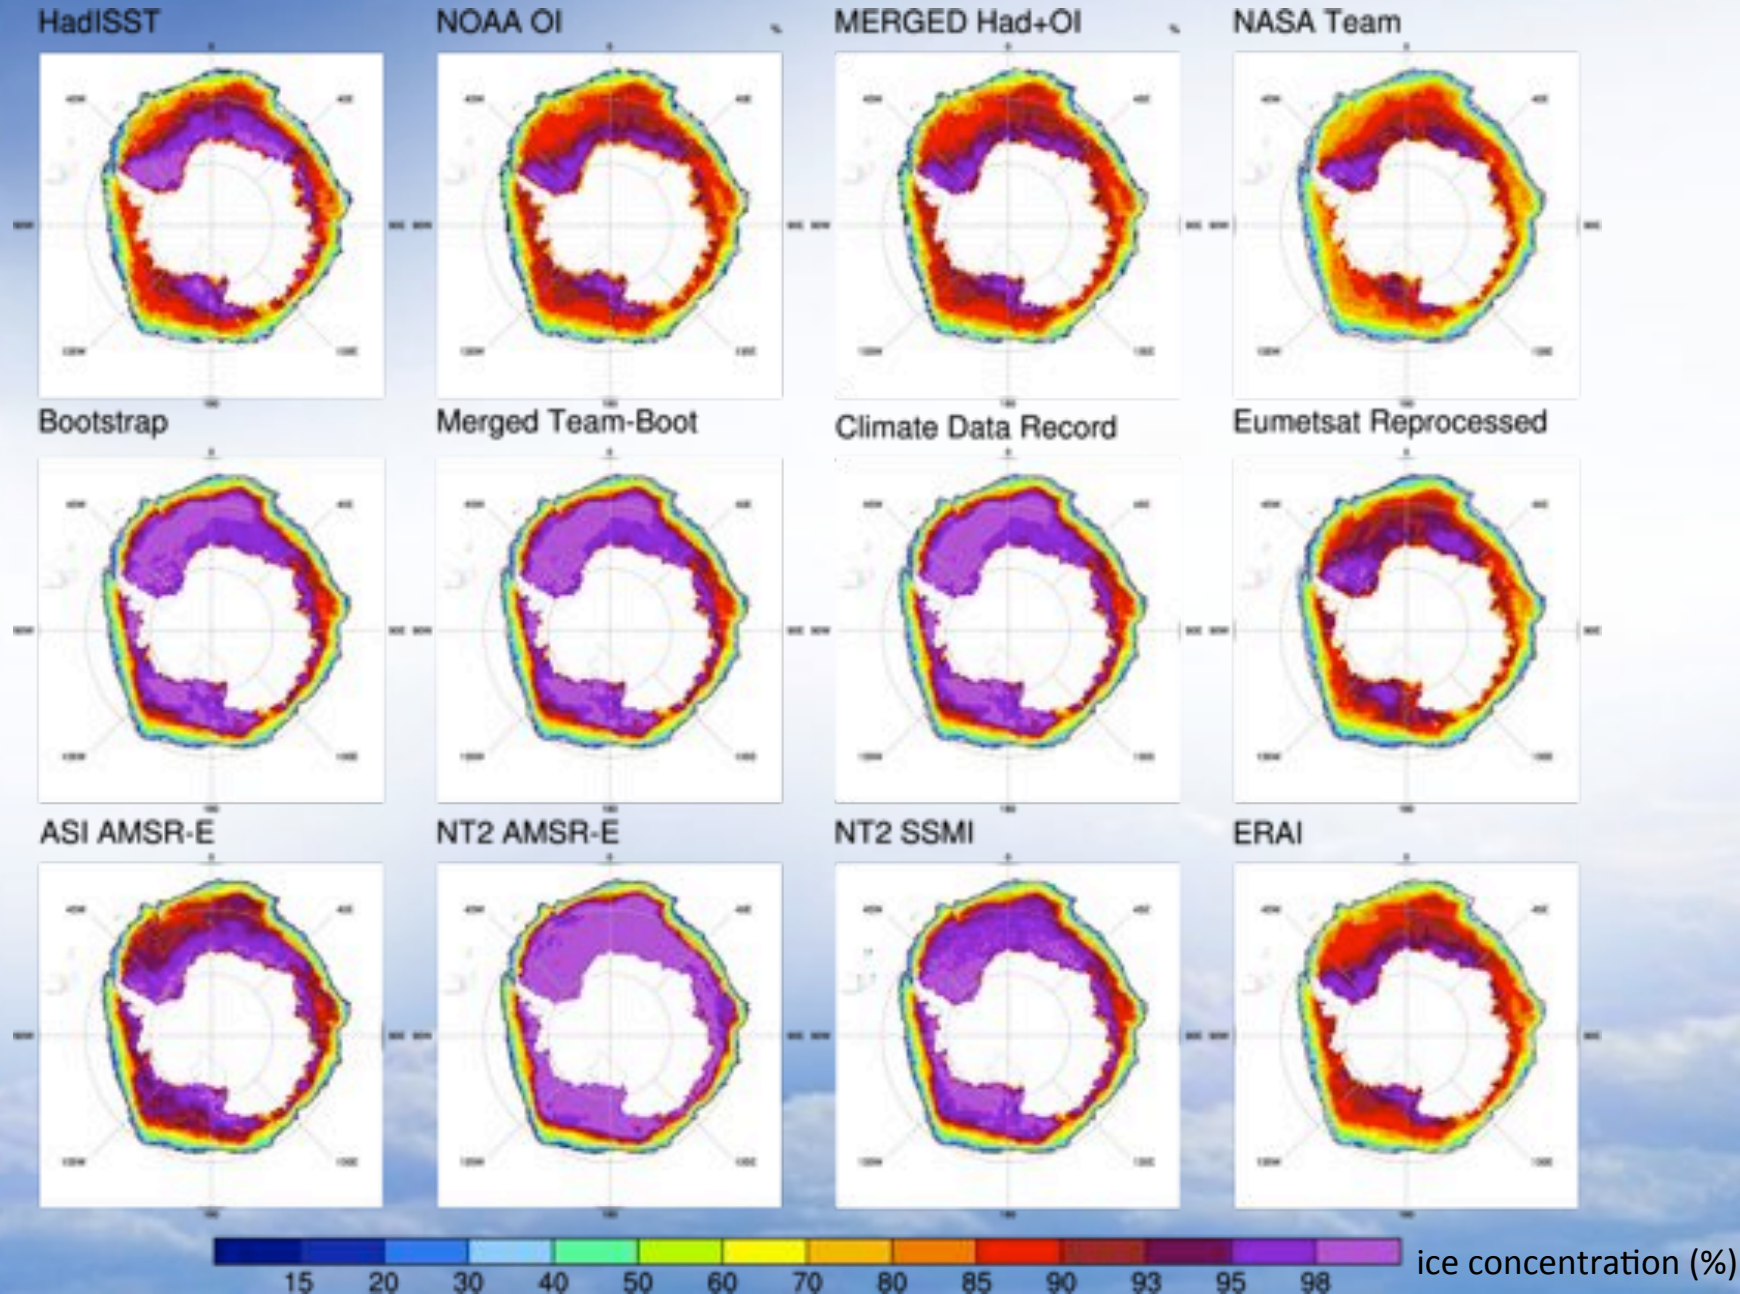 HadISST
NOAA OI
%
MERGED Had+OI
%
NASA Team
Bootstrap
Merged Team-Boot
Climate Data Record
Eumetsat Reprocessed
ASI AMSR-E
NT2 AMSR-E
NT2 SSMI
ERAI
15 20 30 40 50 60 70 80 85 90 93 95 98
ice concentration (%)